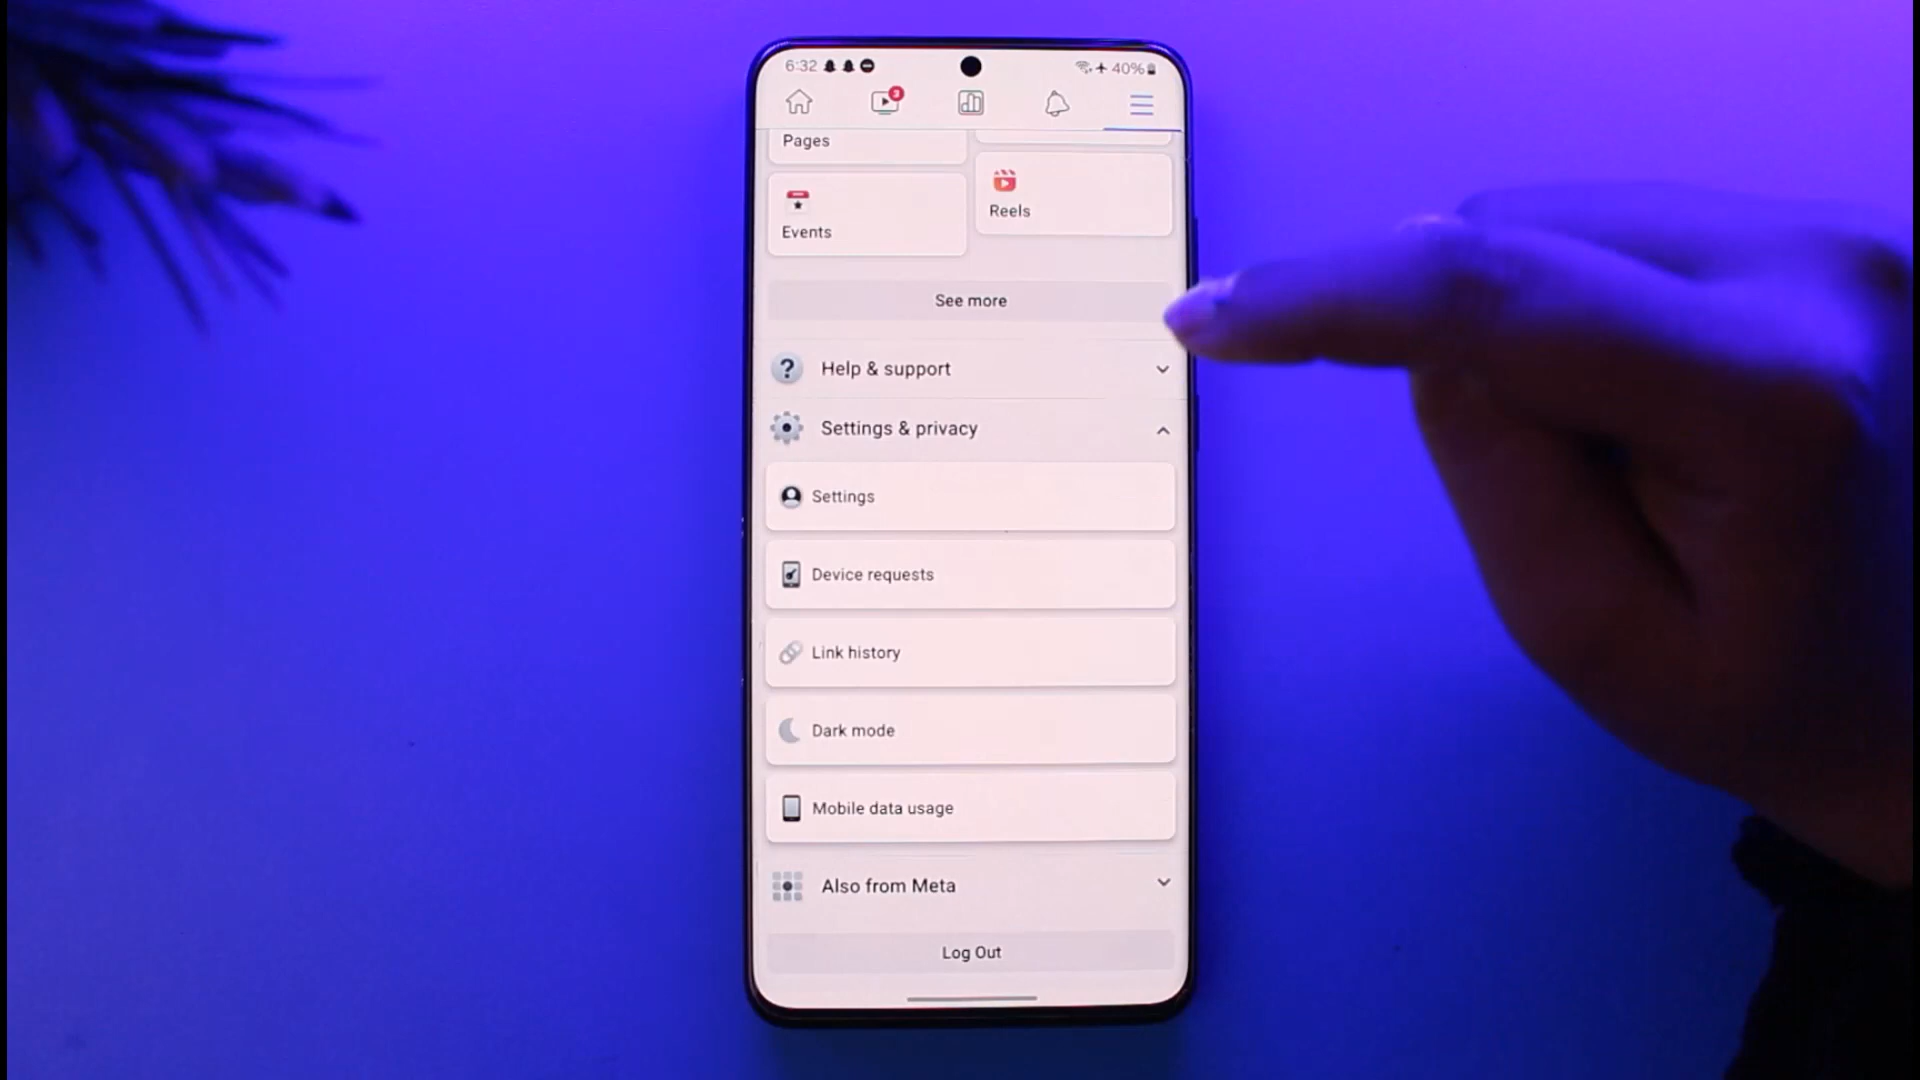 6:32
40%
3
Pages
Reels
Events
See more
? Help & support
Settings & privacy
Settings
Device requests
Link history
Dark mode
Mobile data usage
Also from Meta
Log Out